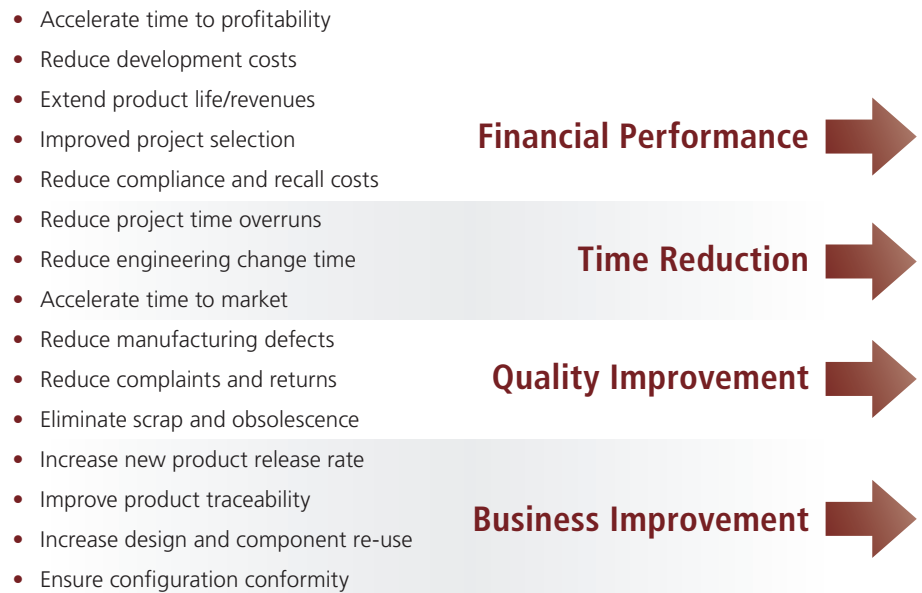 • Accelerate time to profitability
• Reduce development costs
• Extend product life/revenues
• Improved project selection
• Reduce compliance and recall costs
Financial Performance
• Reduce project time overruns
• Reduce engineering change time
• Accelerate time to market
Time Reduction
• Reduce manufacturing defects
• Reduce complaints and returns
• Eliminate scrap and obsolescence
Quality Improvement
• Increase new product release rate
• Improve product traceability
• Increase design and component re-use
• Ensure configuration conformity
Business Improvement